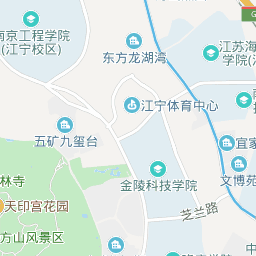 南京工程学院
(江宁校区)
东方龙湖湾
江苏海
学院(
江宁体育中心
南
五矿九玺台
宜家
金陵科技学院
文博苑
林寺
天印宫花园
芝兰路
方山风景区
中